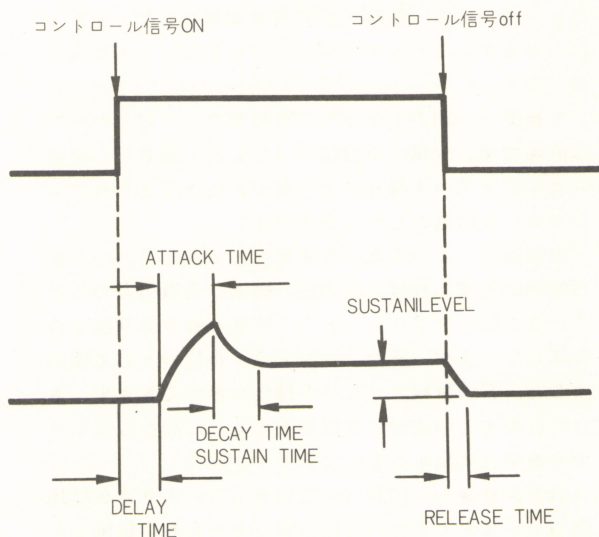 コントロール信号ON
コントロール信号off
ATTACK TIME
SUSTANILEVEL
DECAY TIME
SUSTAIN TIME
DELAY
TIME
RELEASE TIME